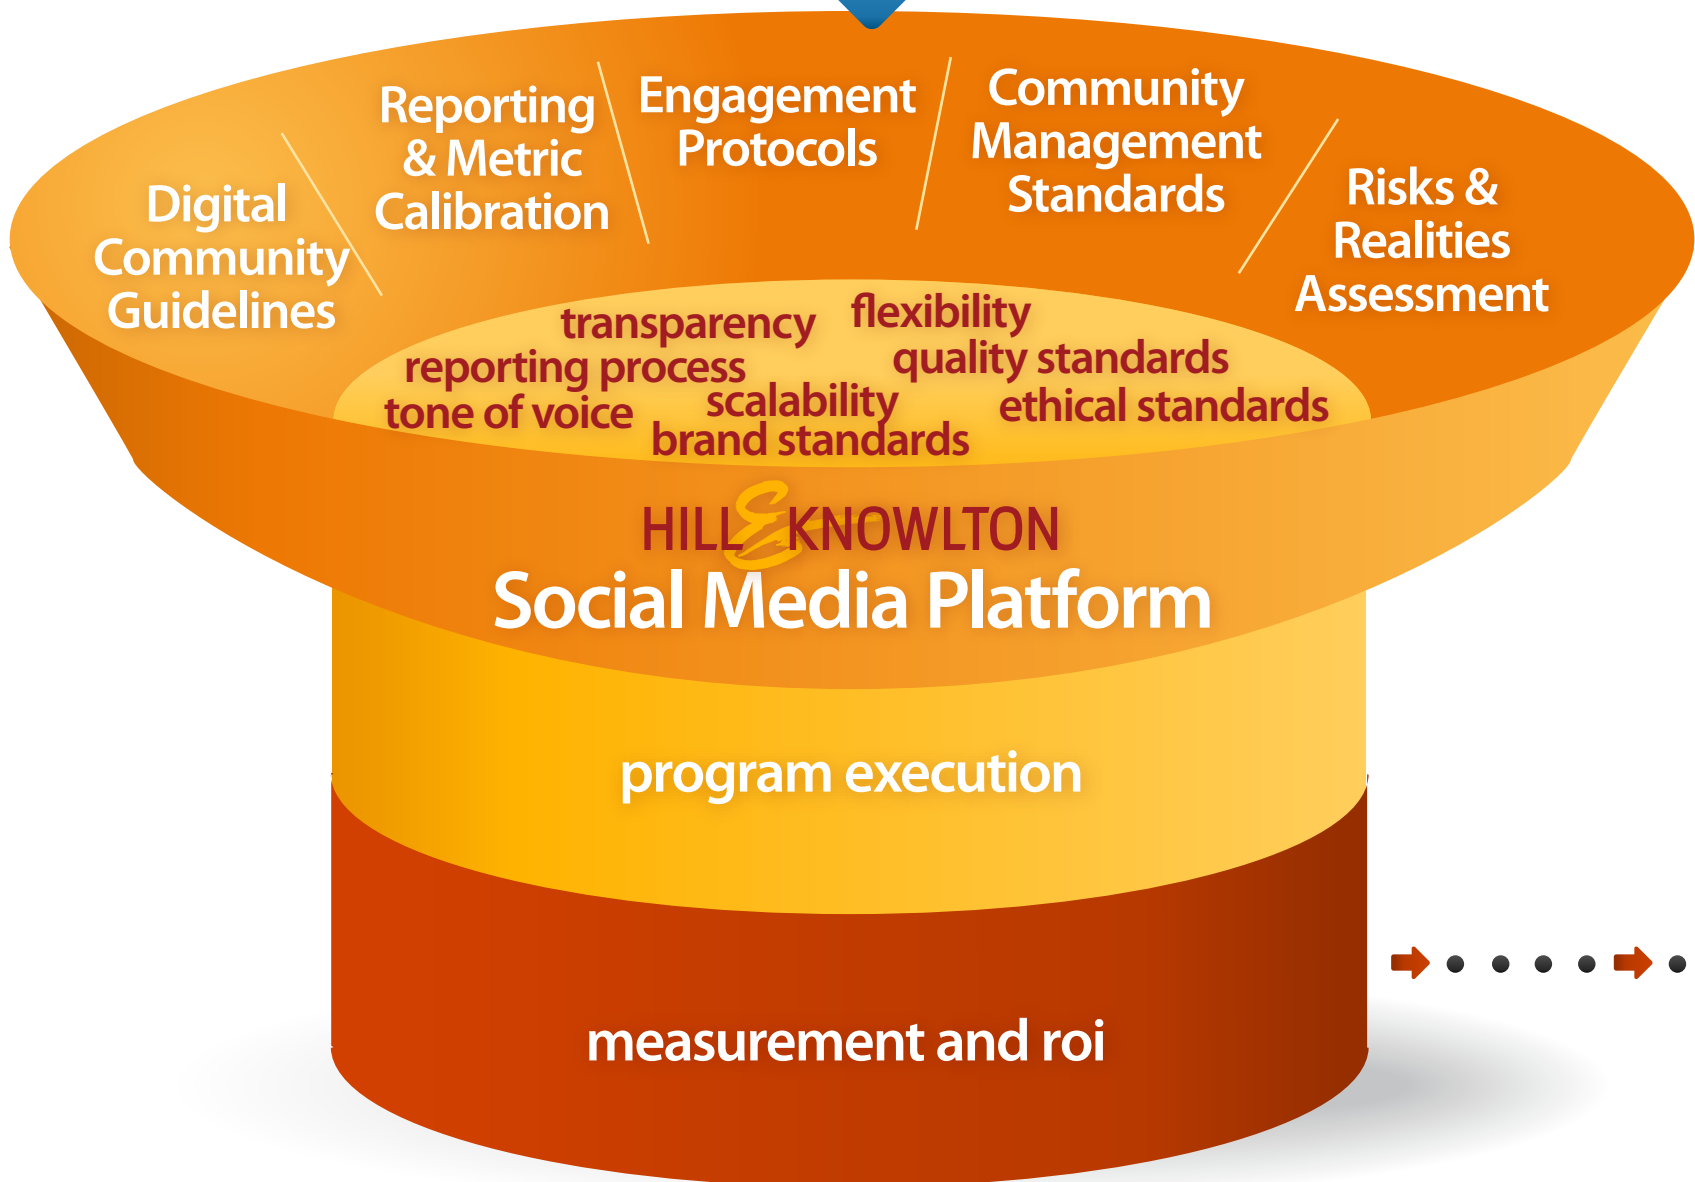 Digital
Community
Guidelines
Reporting
& Metric
Calibration
Engagement
Protocols
Community
Management
Standards
Risks &
Realities
Assessment
transparency
flexibility
reporting process
quality standards
tone of voice
scalability
ethical standards
brand standards
HILL & KNOWLTON
Social Media Platform
program execution
measurement and roi